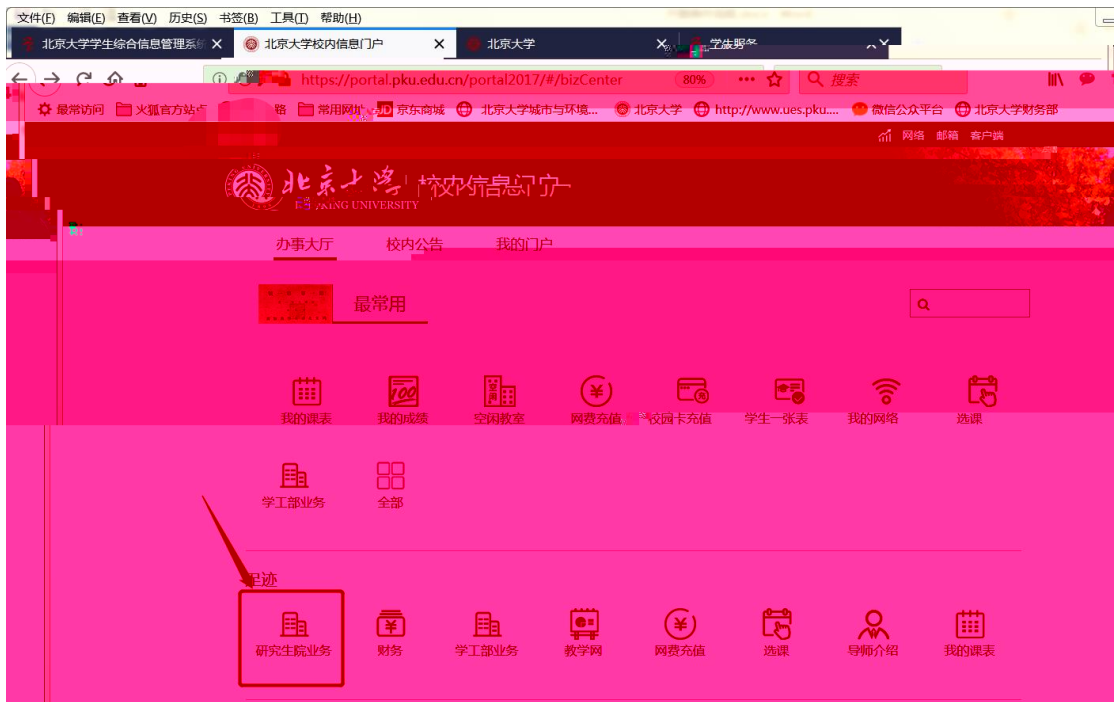 文件(F) 编辑(E) 查看(V) 历史(S) 书签(B) 工具(T) 帮助(H)
北京大学学生综合信息管理系统 北京大学校内信息门户 北京大学
https://portal.pku.edu.cn/portal2017/#/bizCenter 80% 搜索
最常访问 火狐官方站点 常用网址 JD 京东商城 北京大学城市与环境... 北京大学 http://www.ues.pku.... 微信公众平台 北京大学财务部
网络 邮箱 客户端
北京大学 校内信息门户
UNIVERSITY
办事大厅 校内公告 我的门户
最常用
我的课表 我的成绩 空闲教室 网费充值 校园卡充值 学生一张表 我的网络 选课
学工部业务 全部
足迹
研究生院业务 财务 学工部业务 教学网 网费充值 选课 导师介绍 我的课表